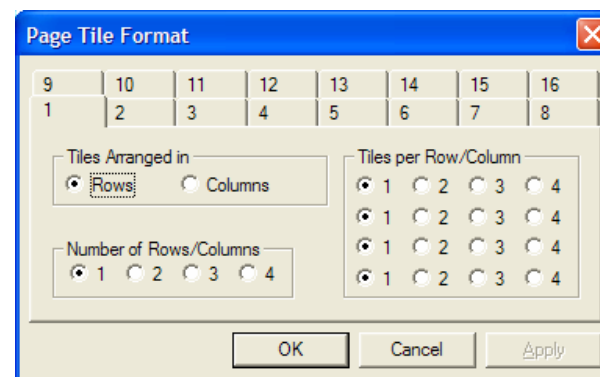 Page Tile Format
9 10 11 12 13 14 15 16
1 2 3 4 5 6 7 8
Tiles Arranged in
Rows Columns
Number of Rows/Columns
1 2 3 4
Tiles per Row/Column
1 2 3 4
1 2 3 4
1 2 3 4
1 2 3 4
OK Cancel Apply